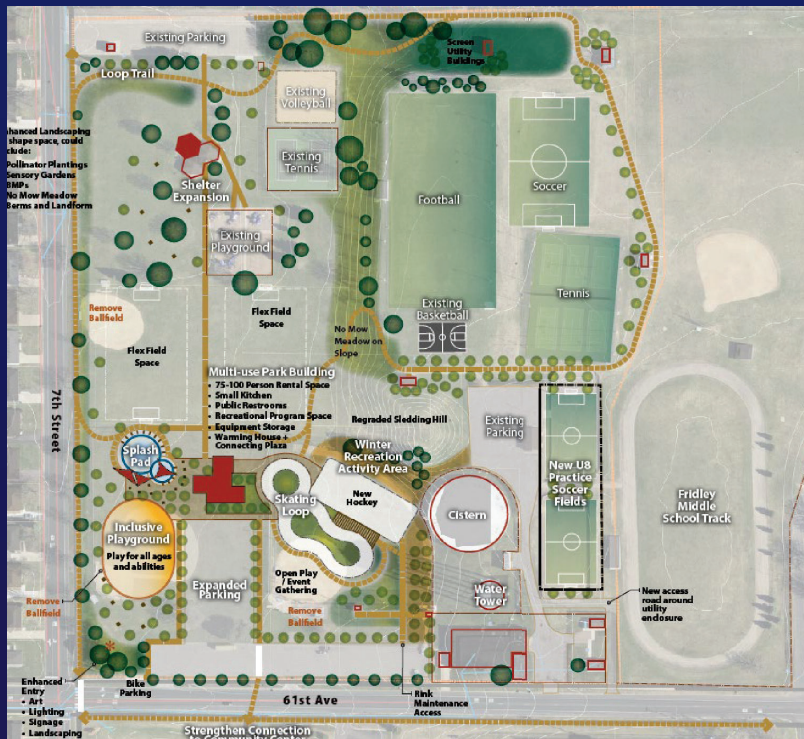 Existing Parking
Screen
Utility
Buildings
Loop Trail
Existing
Volleyball
nhanced Landscaping
shape space, could
clude:
Pollinator Plantings
Sensory Gardens
BMPs
No Mow Meadow
Berms and Landform
Existing
Tennis
Shelter
Expansion
Football
Soccer
Existing
Playground
Tennis
Remove
Ballfield
Existing
Basketball
Flex Field
Space
Flex Field
Space
No Mow
Meadow on
Slope
7th Street
Multi-use Park Building
• 75-100 Person Rental Space
• Small Kitchen
• Public Restrooms
• Recreational Program Space
• Equipment Storage
• Warming House +
Connecting Plaza
Regraded Sledding Hill
Existing
Parking
Splash
Pad
Winter
Recreation
Activity Area
New U8
Practice
Soccer
Fields
Skating
Loop
New
Hockey
Cistern
Fridley
Middle
School Track
Inclusive
Playground
Play for all ages
and abilities
Expanded
Parking
Open Play
/ Event
Gathering
Water
Tower
Remove
Ballfield
Remove
Ballfield
New access
road around
utility
enclosure
Enhanced
Entry
• Art
• Lighting
• Signage
• Landscaping
Bike
Parking
61st Ave
Rink
Maintenance
Access
Strengthen Connection
to Community Center